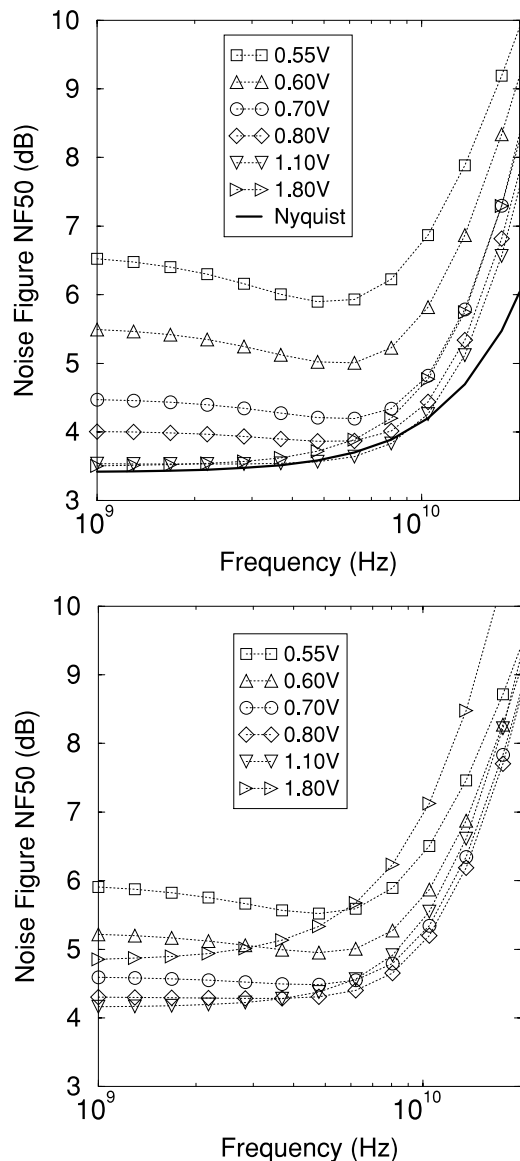 10
9
8
7
6
5
4
3
Noise Figure NF50 (dB)
0.55V
0.60V
0.70V
0.80V
1.10V
1.80V
Nyquist
10^9
10^10
Frequency (Hz)
10
9
8
7
6
5
4
3
Noise Figure NF50 (dB)
0.55V
0.60V
0.70V
0.80V
1.10V
1.80V
10^9
10^10
Frequency (Hz)